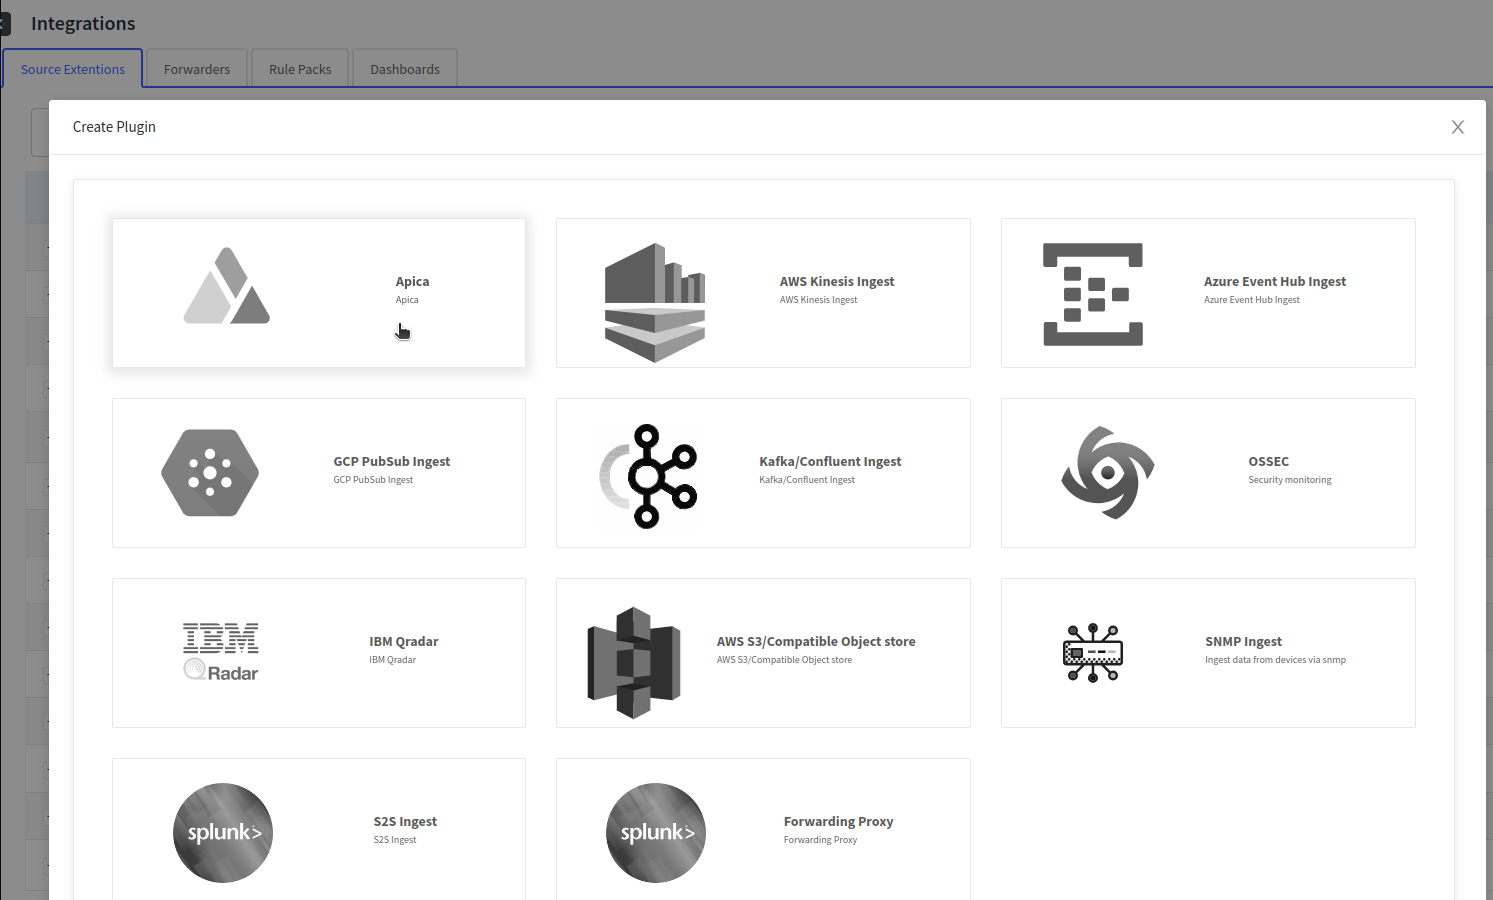 Integrations
Source Extentions
Forwarders
Rule Packs
Dashboards
Create Plugin
Apica
Apica
AWS Kinesis Ingest
AWS Kinesis Ingest
Azure Event Hub Ingest
Azure Event Hub Ingest
GCP PubSub Ingest
GCP PubSub Ingest
Kafka/Confluent Ingest
Kafka/Confluent Ingest
OSSEC
Security monitoring
IBM
QRadar
IBM Qradar
IBM Qradar
AWS S3/Compatible Object store
AWS S3/Compatible Object store
SNMP Ingest
Ingest data from devices via snmp
splunk>
S2S Ingest
S2S Ingest
splunk>
Forwarding Proxy
Forwarding Proxy